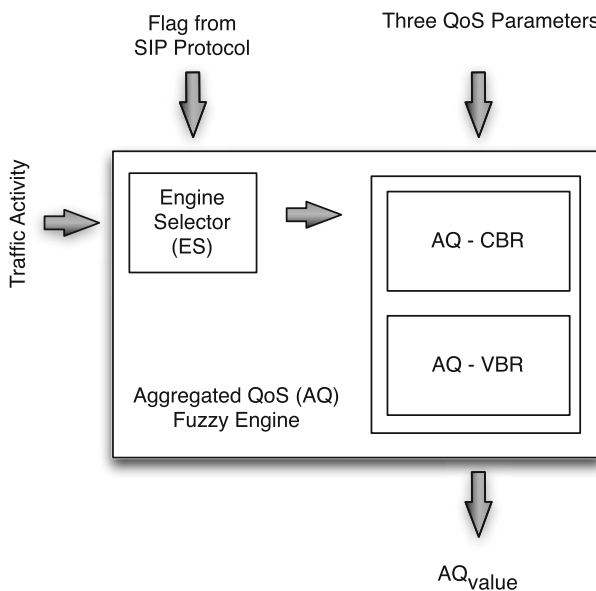 Flag from
SIP Protocol
Three QoS Parameters
Traffic Activity
Engine
Selector
(ES)
AQ - CBR
AQ - VBR
Aggregated QoS (AQ)
Fuzzy Engine
AQvalue